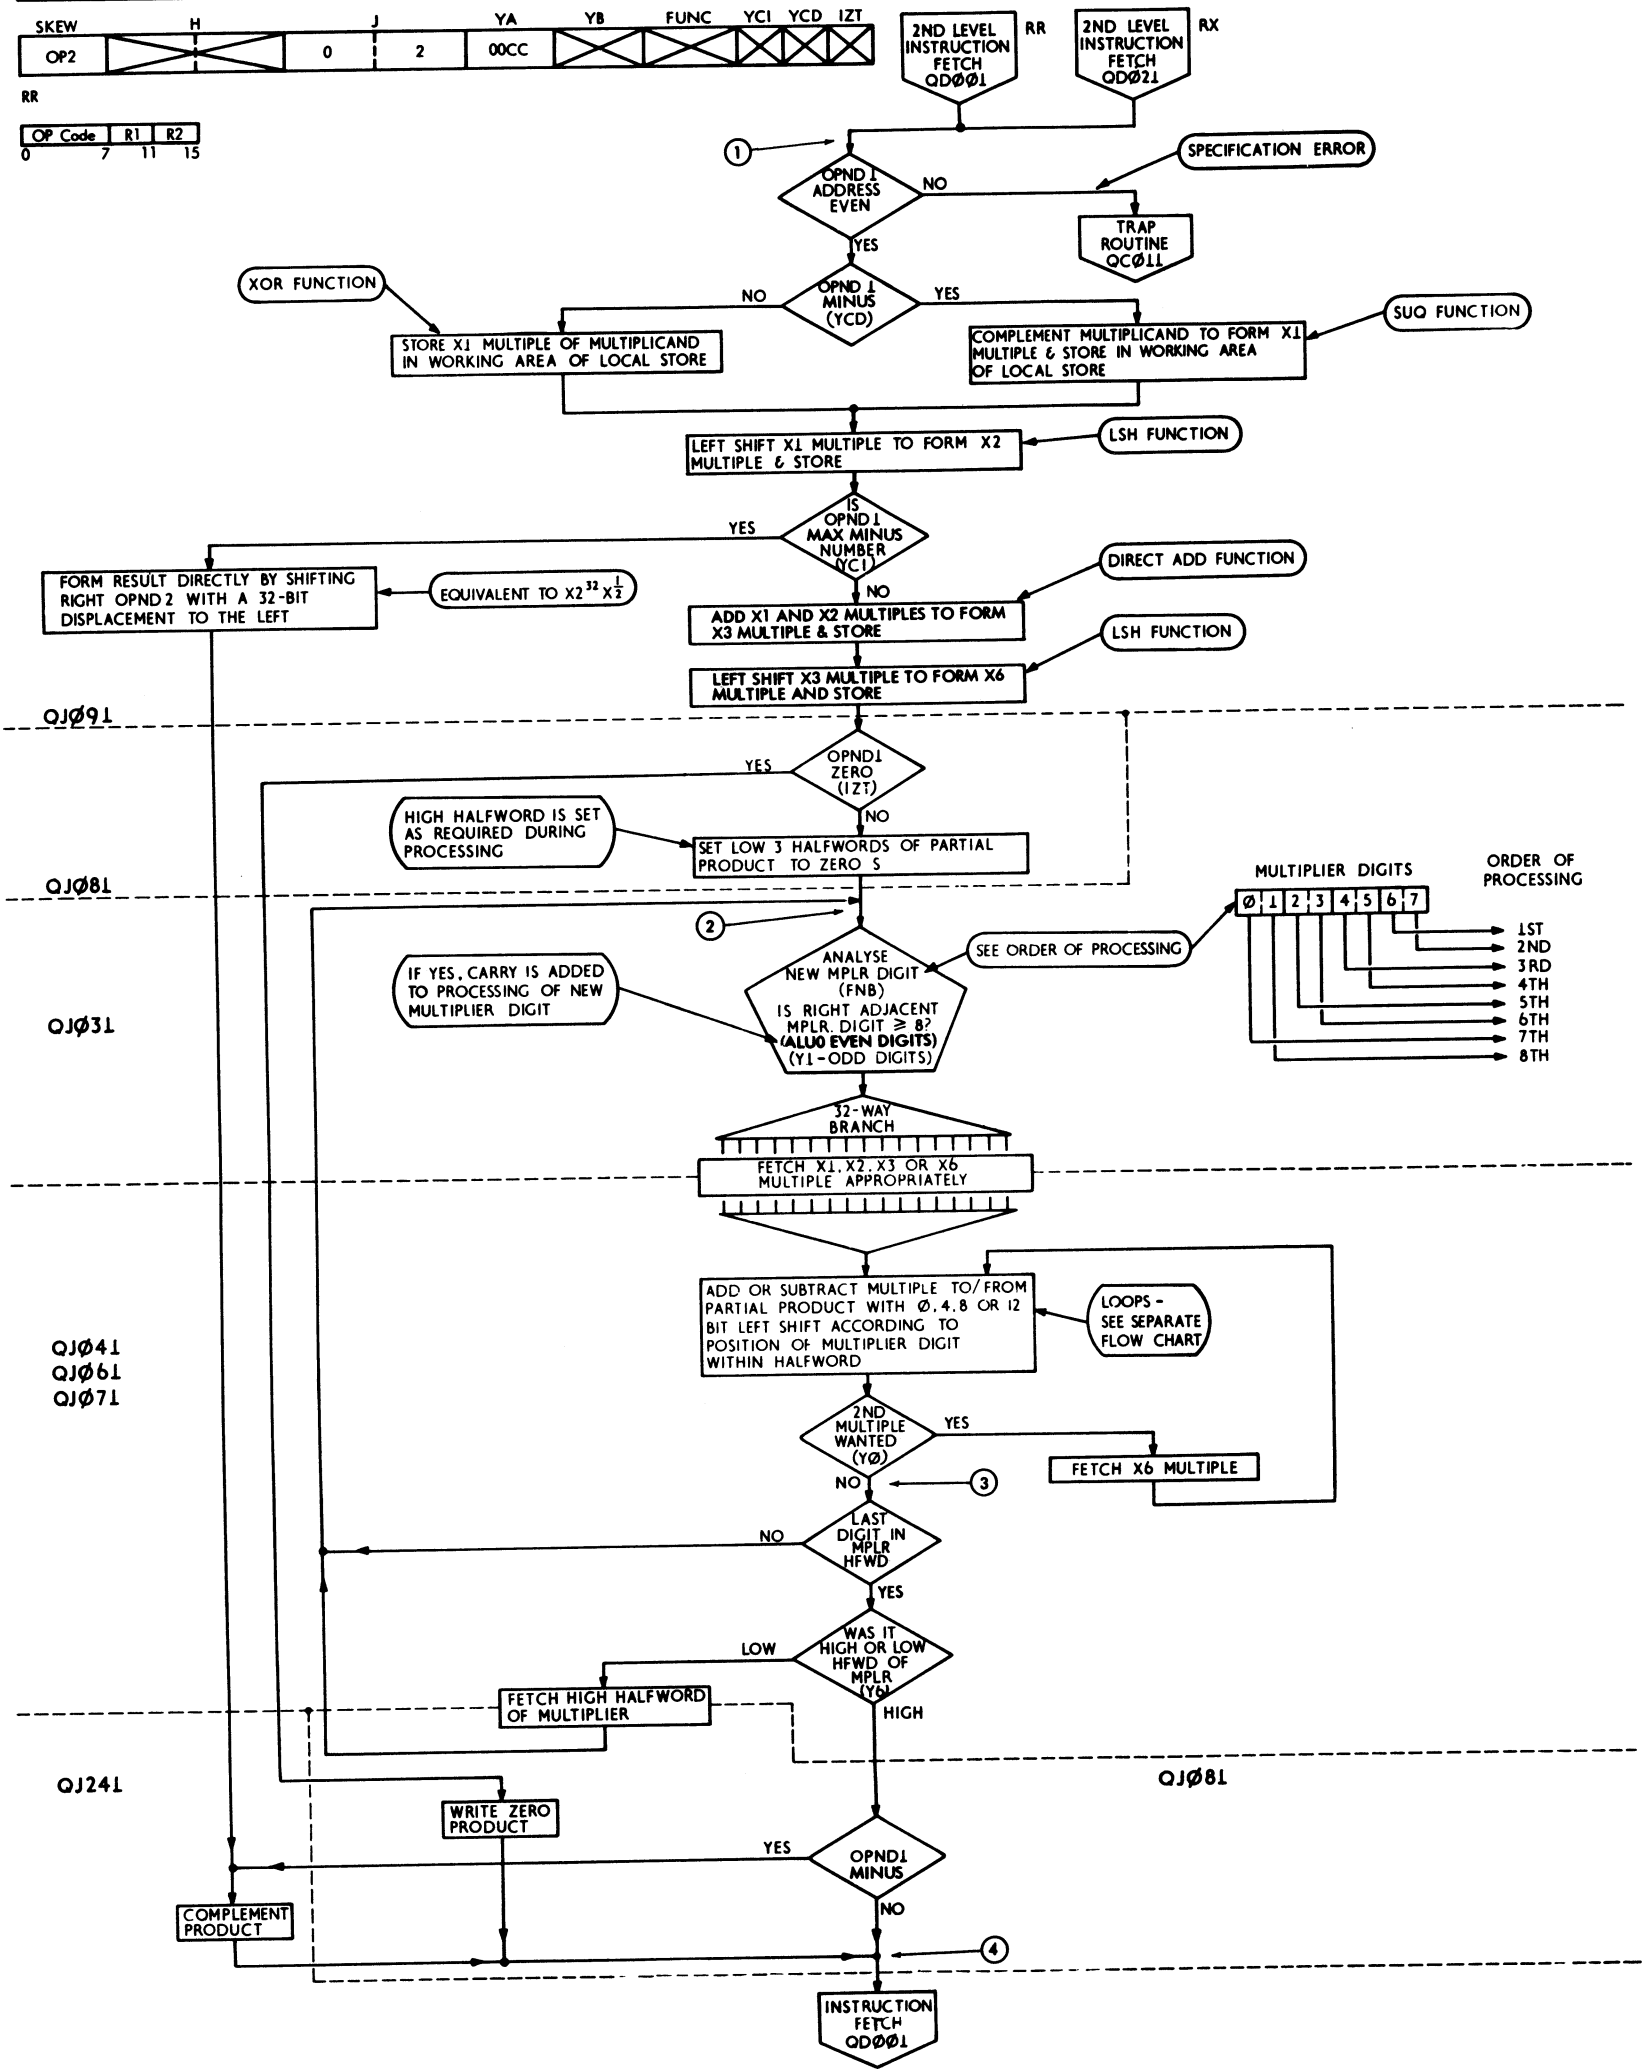 SKEW H J YA YB FUNC YCI YCD IZT
OP2 0 2 00CC
RR
OP Code R1 R2
0 7 11 15
2ND LEVEL
INSTRUCTION
FETCH
QDØØ1
RR
2ND LEVEL
INSTRUCTION
FETCH
QDØ21
RX
1
OPND 1
ADDRESS
EVEN
NO
SPECIFICATION ERROR
TRAP
ROUTINE
QCØ11
YES
XOR FUNCTION
OPND 1
MINUS
(YCD)
NO
YES
SUQ FUNCTION
STORE X1 MULTIPLE OF MULTIPLICAND
IN WORKING AREA OF LOCAL STORE
COMPLEMENT MULTIPLICAND TO FORM X1
MULTIPLE & STORE IN WORKING AREA
OF LOCAL STORE
LEFT SHIFT X1 MULTIPLE TO FORM X2
MULTIPLE & STORE
LSH FUNCTION
IS
OPND 1
MAX MINUS
NUMBER
(YCI)
YES
NO
FORM RESULT DIRECTLY BY SHIFTING
RIGHT OPND 2 WITH A 32-BIT
DISPLACEMENT TO THE LEFT
EQUIVALENT TO X2³² X½
DIRECT ADD FUNCTION
ADD X1 AND X2 MULTIPLES TO FORM
X3 MULTIPLE & STORE
LSH FUNCTION
LEFT SHIFT X3 MULTIPLE TO FORM X6
MULTIPLE AND STORE
QJØ91
OPND1
ZERO
(IZT)
YES
NO
HIGH HALFWORD IS SET
AS REQUIRED DURING
PROCESSING
SET LOW 3 HALFWORDS OF PARTIAL
PRODUCT TO ZERO S
QJØ81
2
MULTIPLIER DIGITS
ORDER OF
PROCESSING
Ø 1 2 3 4 5 6 7
1ST
2ND
3RD
4TH
5TH
6TH
7TH
8TH
SEE ORDER OF PROCESSING
IF YES, CARRY IS ADDED
TO PROCESSING OF NEW
MULTIPLIER DIGIT
ANALYSE
NEW MPLR DIGIT
(FNB)
IS RIGHT ADJACENT
MPLR. DIGIT ≥ 8?
(ALU0 EVEN DIGITS)
(Y1-ODD DIGITS)
QJØ31
32-WAY
BRANCH
FETCH X1, X2, X3 OR X6
MULTIPLE APPROPRIATELY
ADD OR SUBTRACT MULTIPLE TO/FROM
PARTIAL PRODUCT WITH Ø, 4, 8 OR 12
BIT LEFT SHIFT ACCORDING TO
POSITION OF MULTIPLIER DIGIT
WITHIN HALFWORD
LOOPS -
SEE SEPARATE
FLOW CHART
QJØ41
QJØ61
QJØ71
2ND
MULTIPLE
WANTED
(YØ)
YES
FETCH X6 MULTIPLE
NO
3
LAST
DIGIT IN
MPLR
HFWD
NO
YES
WAS IT
HIGH OR LOW
HFWD OF
MPLR
(Y6)
LOW
HIGH
FETCH HIGH HALFWORD
OF MULTIPLIER
QJ241
QJØ81
WRITE ZERO
PRODUCT
OPND1
MINUS
YES
NO
COMPLEMENT
PRODUCT
4
INSTRUCTION
FETCH
QDØØ1